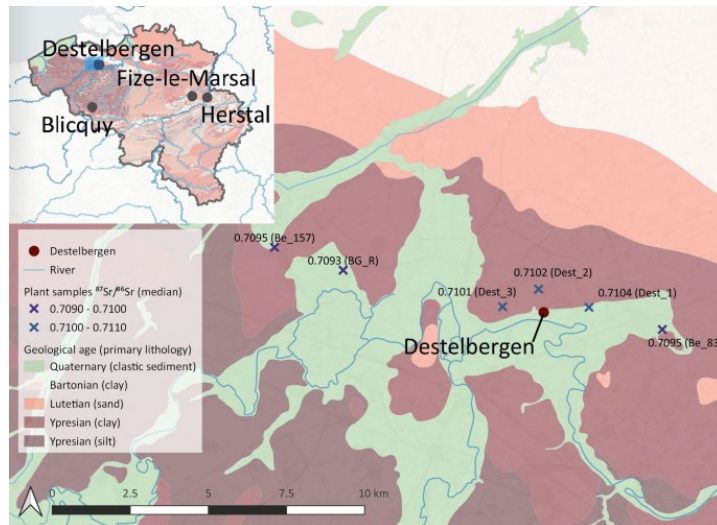 Destelbergen
Fize-le-Marsal
Herstal
Blicquy
Destelbergen
River
Plant samples ⁸⁷Sr/⁸⁶Sr (median)
0.7090 - 0.7100
0.7100 - 0.7110
Geological age (primary lithology)
Quaternary (clastic sediment)
Bartonian (clay)
Lutetian (sand)
Ypresian (clay)
Ypresian (silt)
0.7095 (Be_157)
0.7093 (BG_R)
0.7102 (Dest_2)
0.7101 (Dest_3)
0.7104 (Dest_1)
Destelbergen
0.7095 (Be_83
0 2.5 5 7.5 10 km